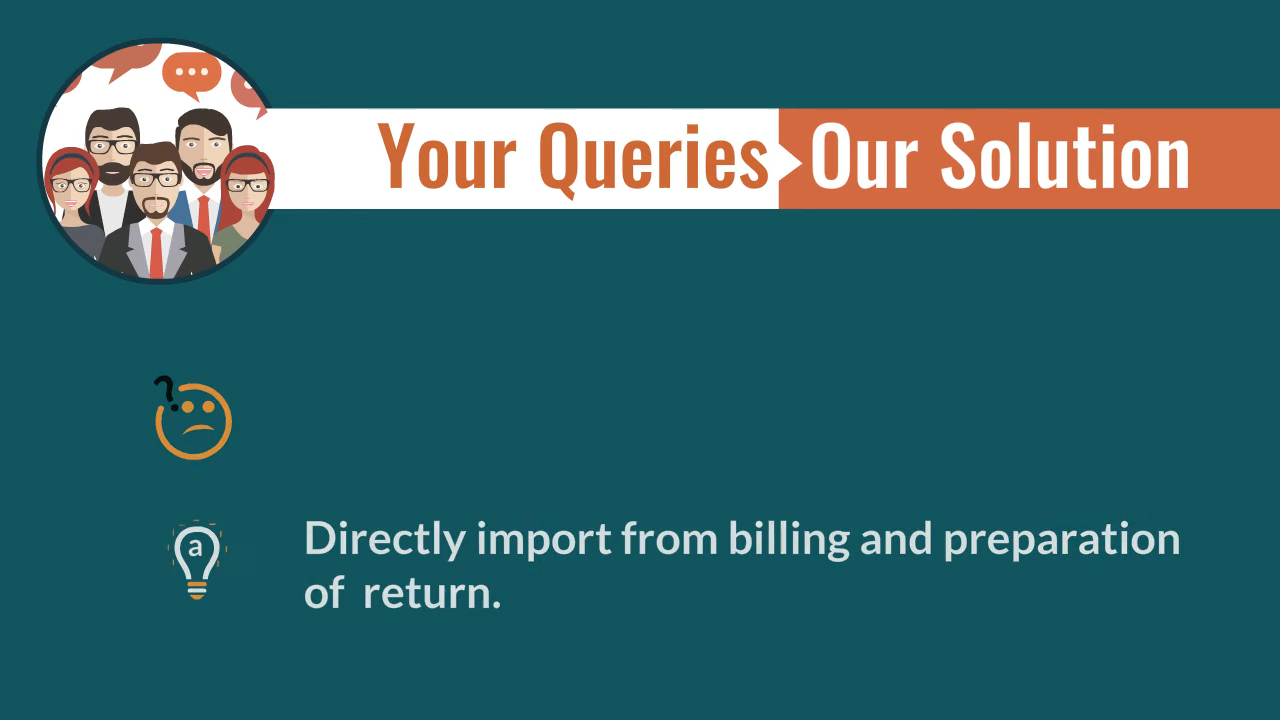 Your Queries Our Solution
?
a
Directly import from billing and preparation
of  return.